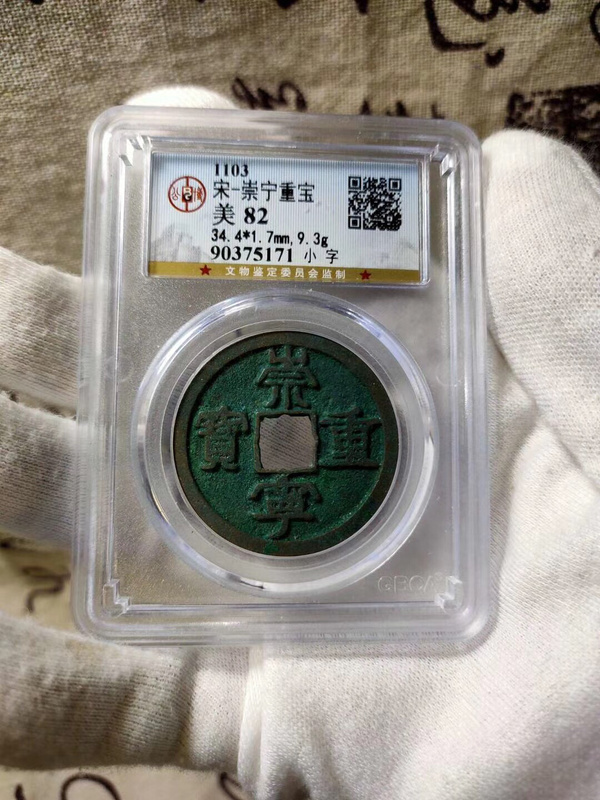 1103
宋-崇宁重宝
美 82
34.4*1.7mm,9.3g
90375171 小字
★ 文物鉴定委员会监制 ★
崇
寶 重
寧
GBCA